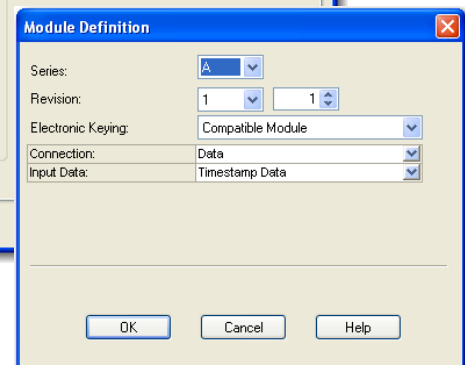 Module Definition
Series: A
Revision: 1 1
Electronic Keying: Compatible Module
Connection: Data
Input Data: Timestamp Data
OK Cancel Help